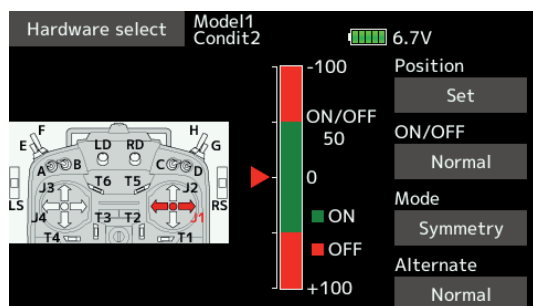 Hardware select
Model1
Condit2
6.7V
F
E
H
G
LD RD
A B
C D
J3
T6 T5
J2
LS
RS
J4
T3 T2
J1
T4
T1
-100
ON/OFF
50
0
ON
OFF
+100
Position
Set
ON/OFF
Normal
Mode
Symmetry
Alternate
Normal